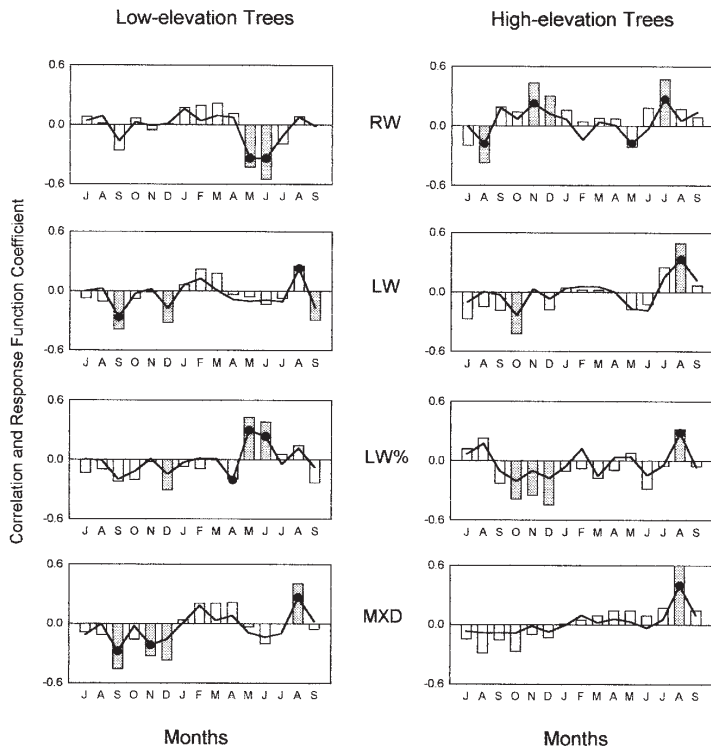 Low-elevation Trees
High-elevation Trees
Correlation and Response Function Coefficient
0.6
0.0
-0.6
J A S O N D J F M A M J J A S
RW
0.6
0.0
-0.6
J A S O N D J F M A M J J A S
0.6
0.0
-0.6
J A S O N D J F M A M J J A S
LW
0.6
0.0
-0.6
J A S O N D J F M A M J J A S
0.6
0.0
-0.6
J A S O N D J F M A M J J A S
LW%
0.6
0.0
-0.6
J A S O N D J F M A M J J A S
0.6
0.0
-0.6
J A S O N D J F M A M J J A S
MXD
0.6
0.0
-0.6
J A S O N D J F M A M J J A S
Months
Months